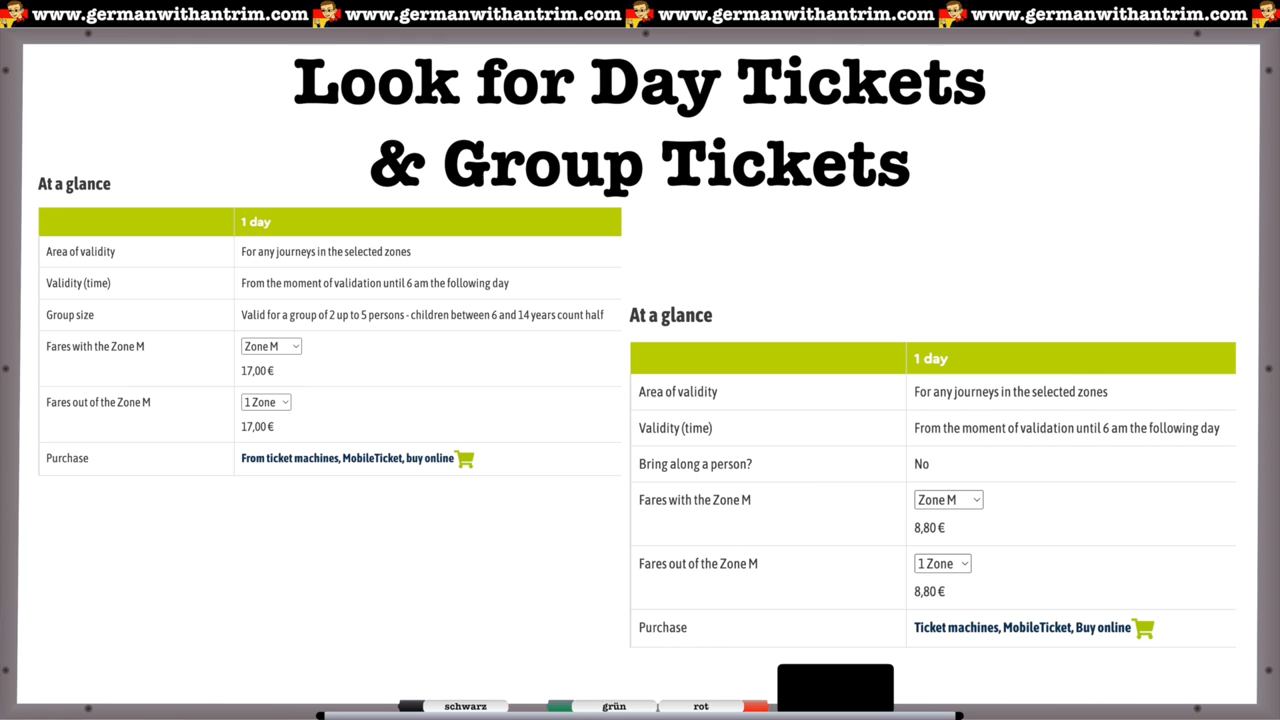 www.germanwithantrim.com www.germanwithantrim.com www.germanwithantrim.com www.germanwithantrim.com
Look for Day Tickets
& Group Tickets
At a glance
1 day
Area of validity For any journeys in the selected zones
Validity (time) From the moment of validation until 6 am the following day
Group size Valid for a group of 2 up to 5 persons - children between 6 and 14 years count half
Fares with the Zone M Zone M
17,00 €
Fares out of the Zone M 1 Zone
17,00 €
Purchase From ticket machines, MobileTicket, buy online
At a glance
1 day
Area of validity For any journeys in the selected zones
Validity (time) From the moment of validation until 6 am the following day
Bring along a person? No
Fares with the Zone M Zone M
8,80 €
Fares out of the Zone M 1 Zone
8,80 €
Purchase Ticket machines, MobileTicket, Buy online
schwarz grün rot